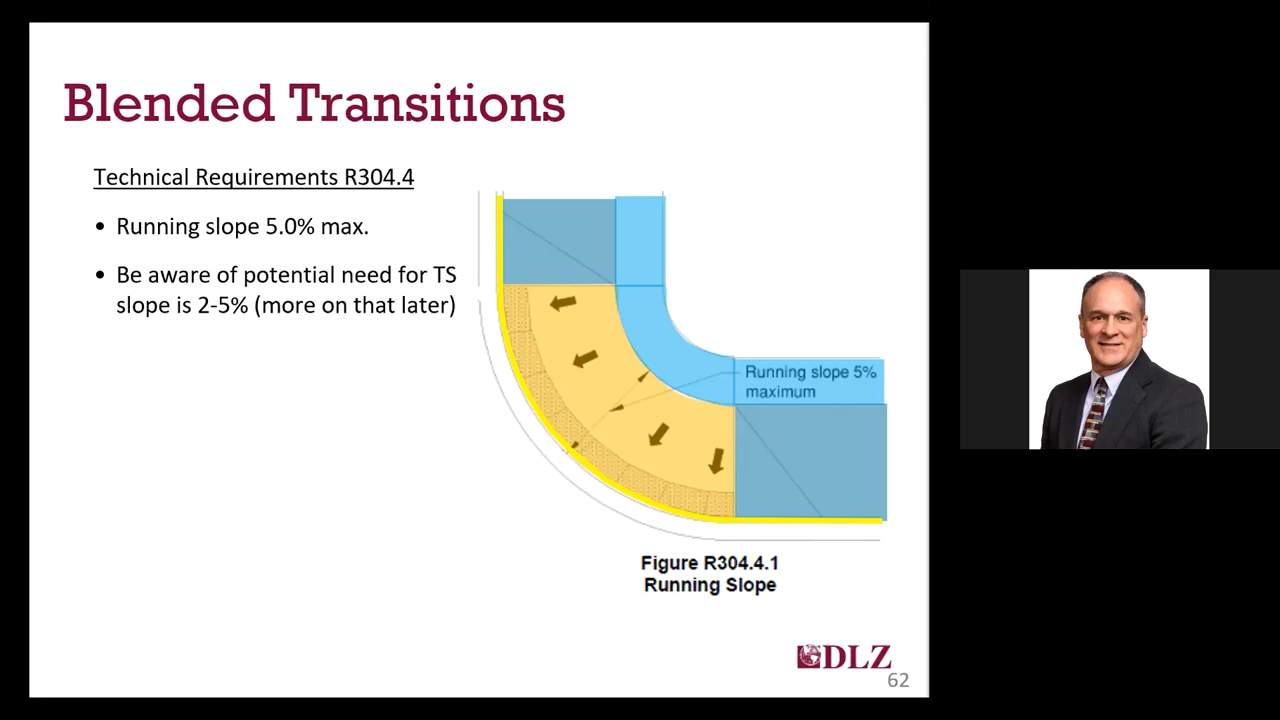 Blended Transitions
Technical Requirements R304.4
• Running slope 5.0% max.
• Be aware of potential need for TS
slope is 2-5% (more on that later)
Running slope 5%
maximum
Figure R304.4.1
Running Slope
DLZ
62